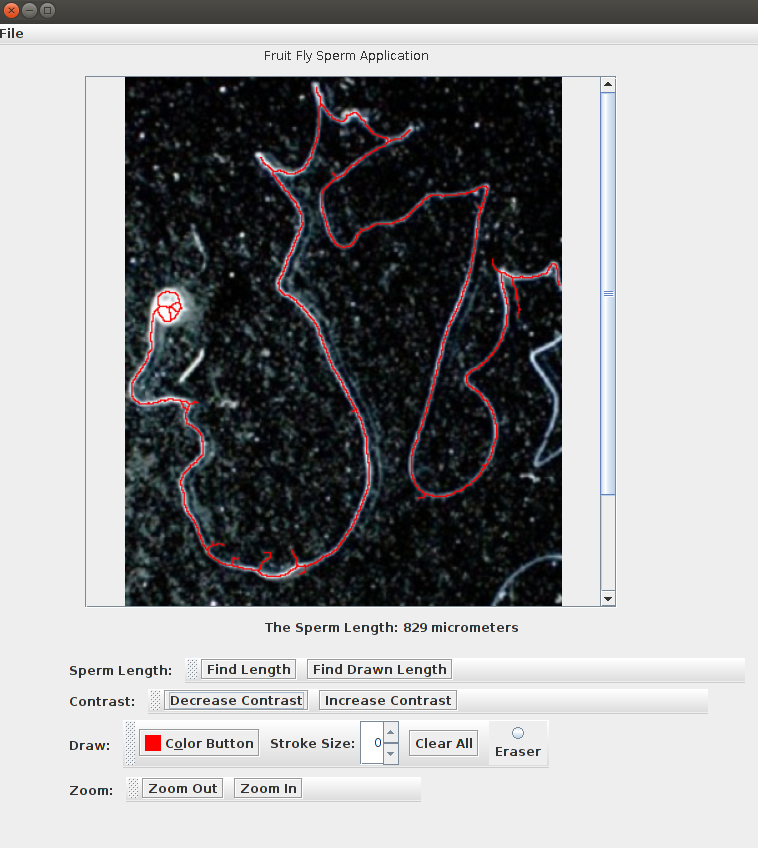 File
Fruit Fly Sperm Application
The Sperm Length: 829 micrometers
Sperm Length: Find Length Find Drawn Length
Contrast: Decrease Contrast Increase Contrast
Draw: Color Button Stroke Size: 0 Clear All Eraser
Zoom: Zoom Out Zoom In